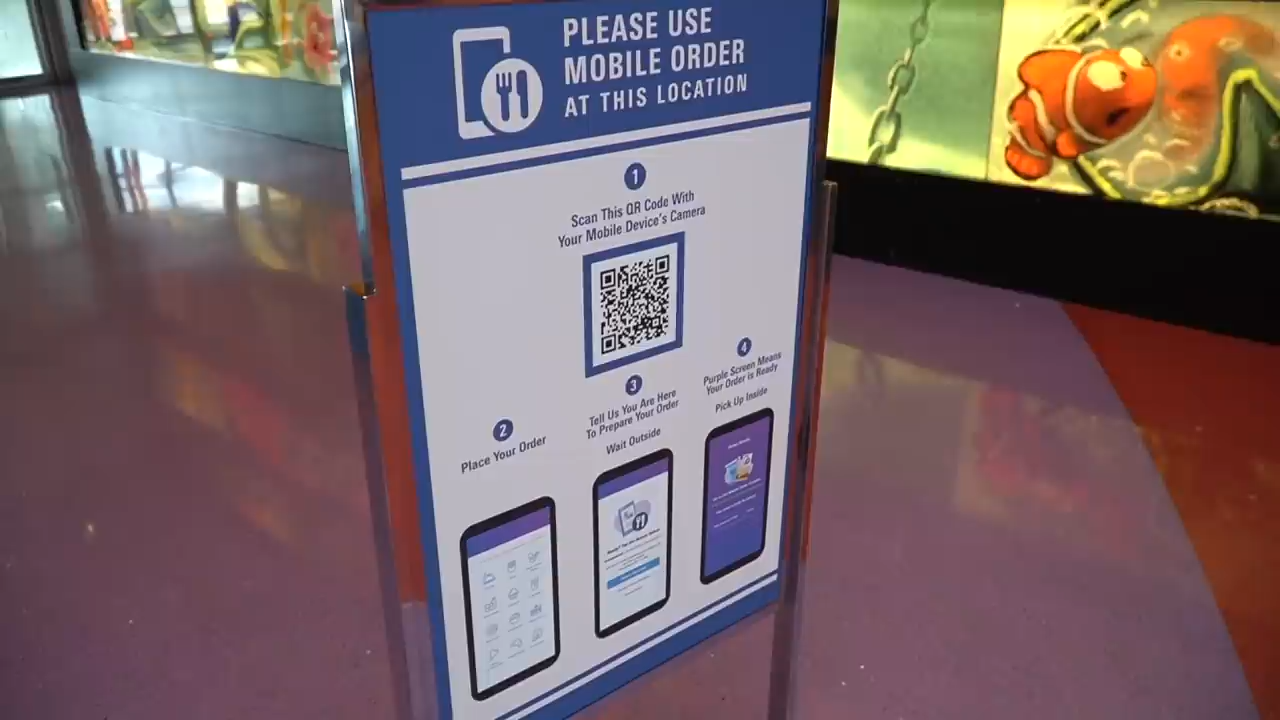 PLEASE USE
MOBILE ORDER
AT THIS LOCATION
1
Scan This QR Code With
Your Mobile Device's Camera
2
Place Your Order
3
Tell Us You Are Here
To Prepare Your Order
Wait Outside
4
Purple Screen Means
Your Order is Ready
Pick Up Inside